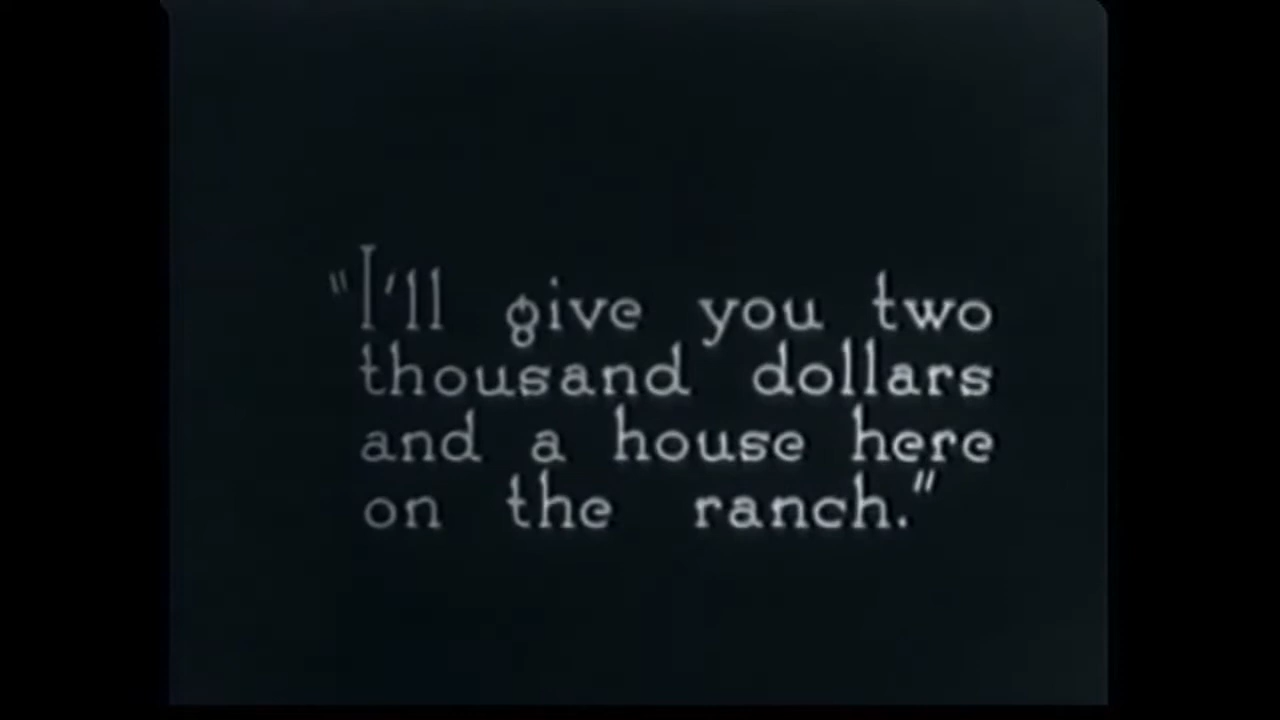 "I'll give you two
thousand dollars
and a house here
on the ranch."